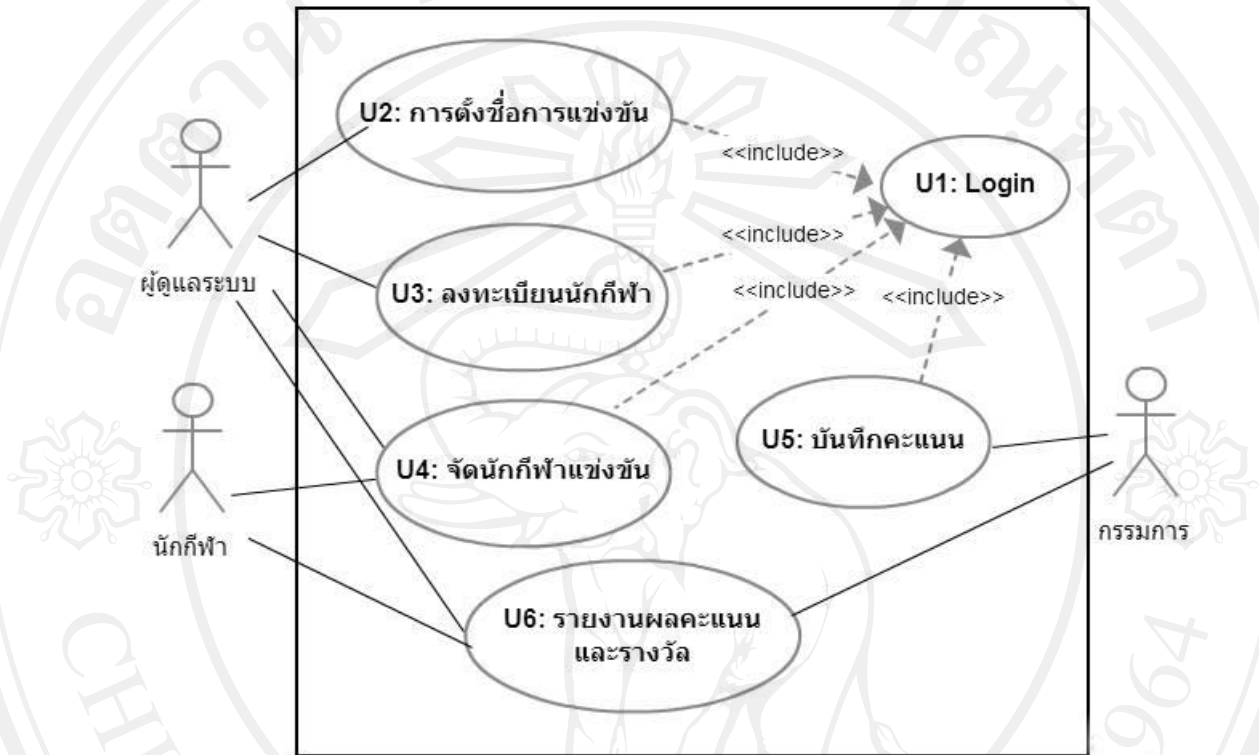 U2: การตั้งชื่อการแข่งขัน
<<include>>
U1: Login
<<include>>
ผู้ดูแลระบบ
U3: ลงทะเบียนนักกีฬา
<<include>>
<<include>>
U5: บันทึกคะแนน
U4: จัดนักกีฬาแข่งขัน
กรรมการ
นักกีฬา
U6: รายงานผลคะแนน
และรางวัล